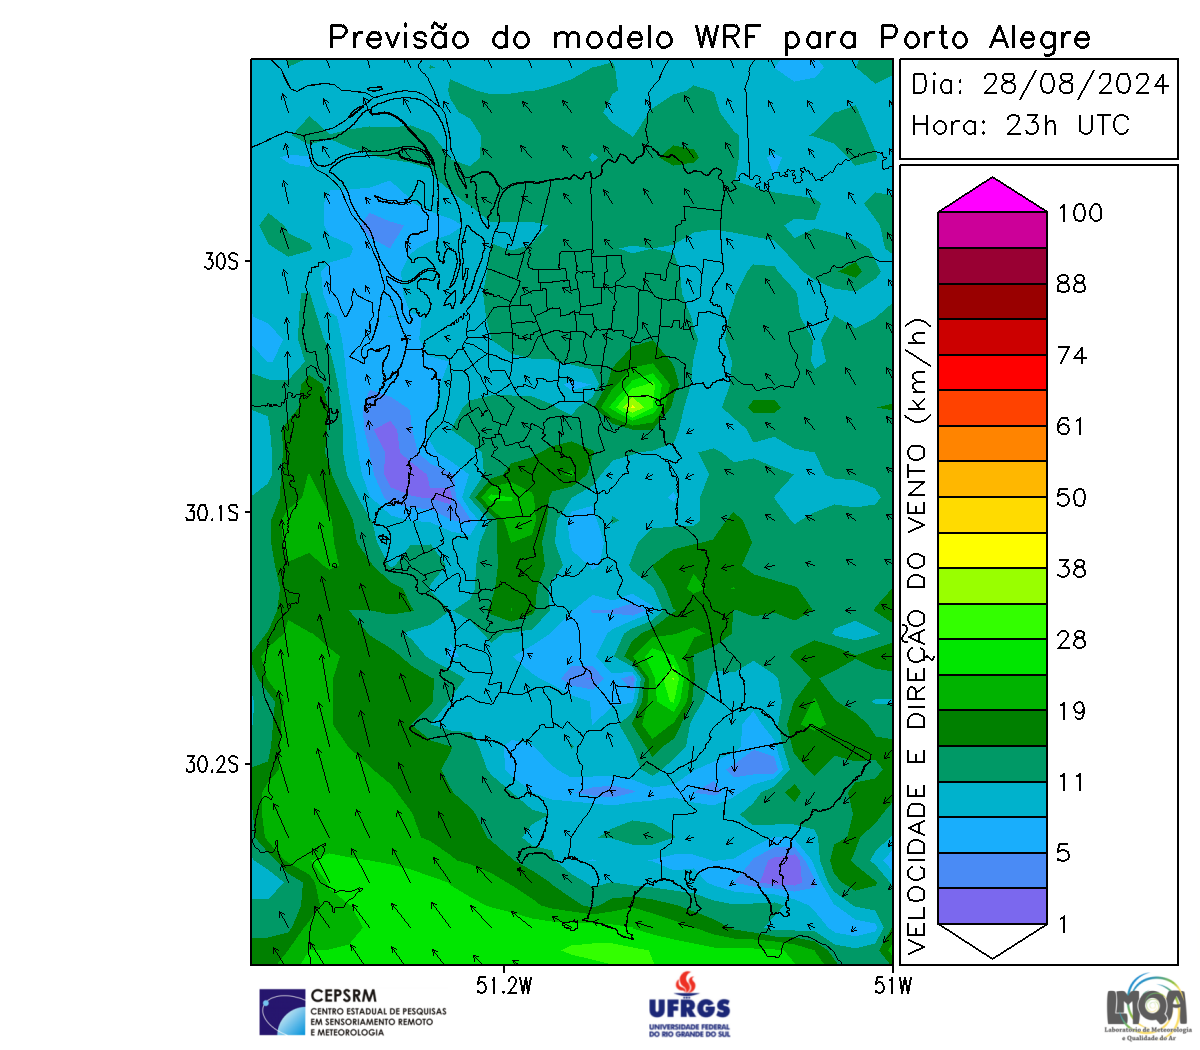 Previsão do modelo WRF para Porto Alegre
Dia: 28/08/2024
Hora: 23h UTC
100
88
74
61
50
38
28
19
11
5
1
VELOCIDADE E DIREÇÃO DO VENTO (km/h)
30S
30.1S
30.2S
51.2W
51W
CEPSRM
CENTRO ESTADUAL DE PESQUISAS
EM SENSORIAMENTO REMOTO
E METEOROLOGIA
UFRGS
UNIVERSIDADE FEDERAL
DO RIO GRANDE DO SUL
LMQA
Laboratório de Meteorologia
e Qualidade do Ar